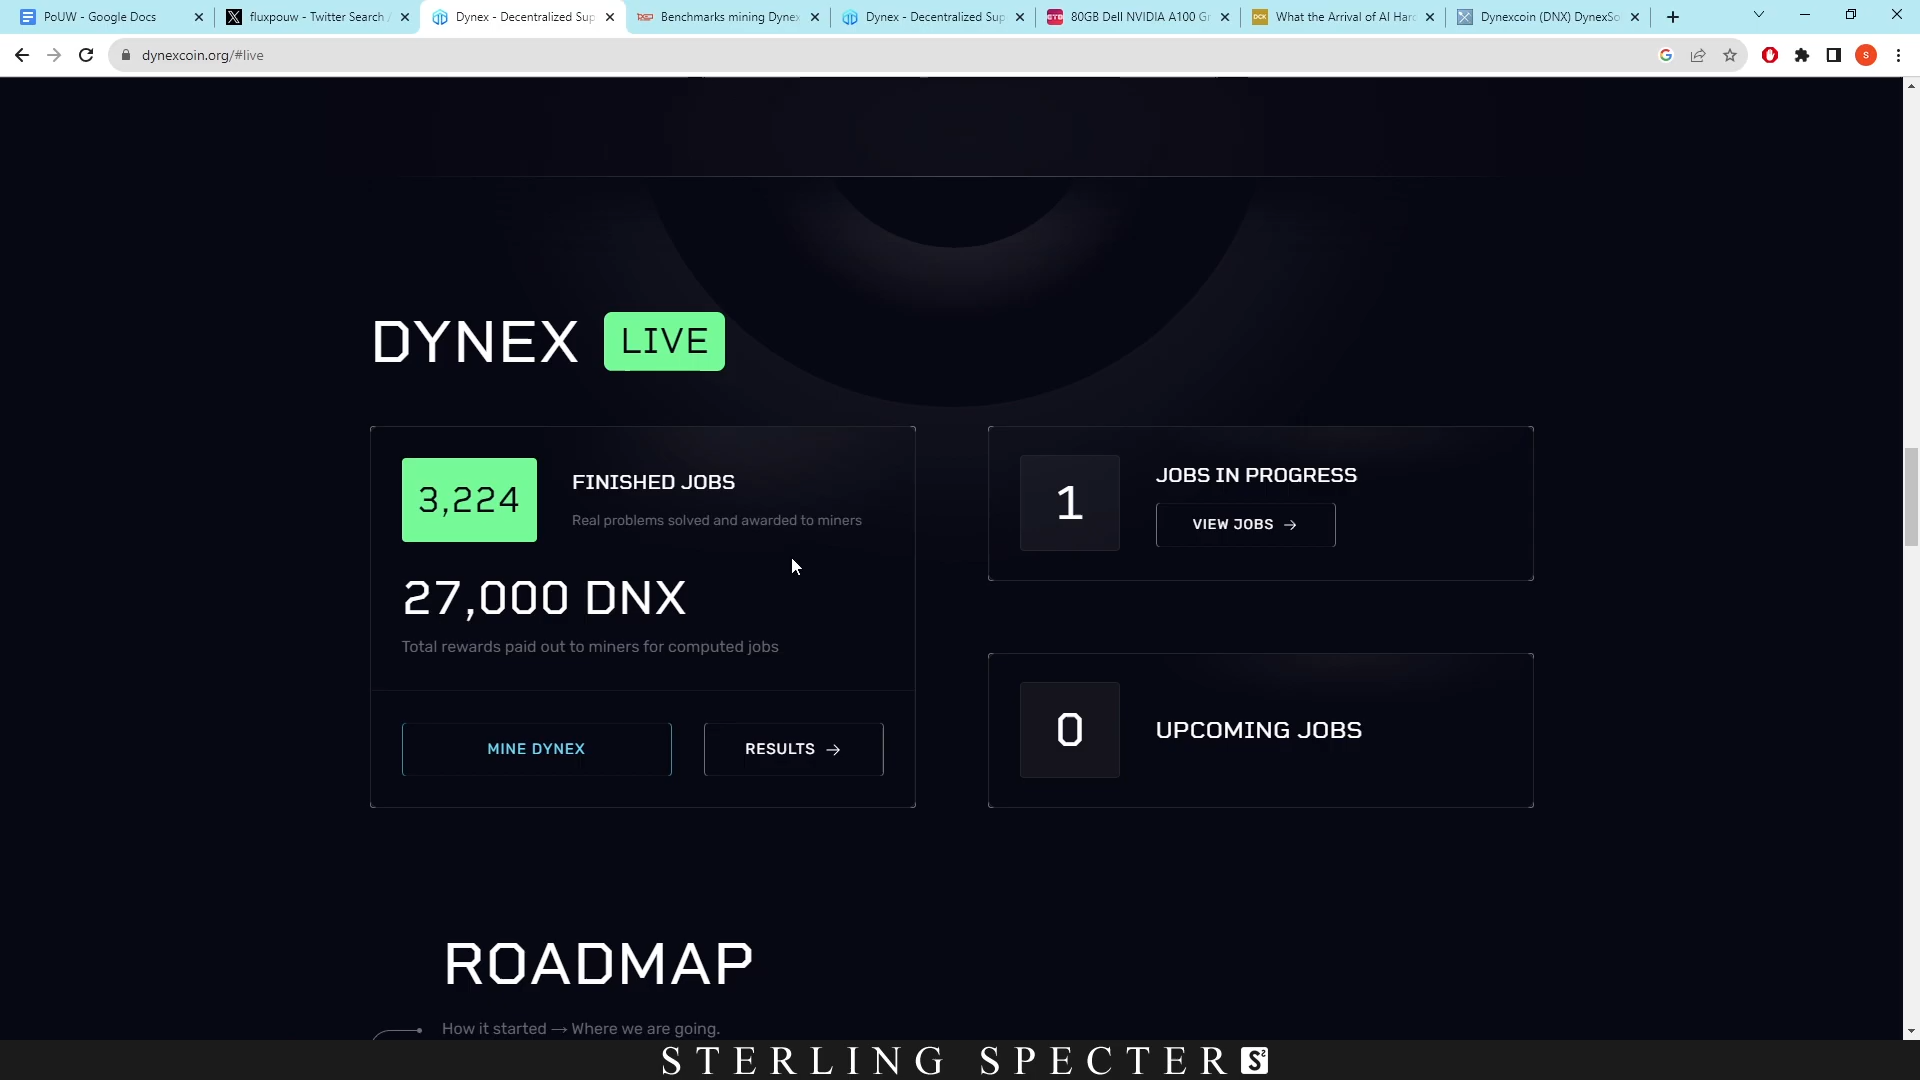 PoUW - Google Docs
fluxpouw - Twitter Search /
Dynex - Decentralized Sup
Benchmarks mining Dynex
Dynex - Decentralized Sup
80GB Dell NVIDIA A100 Gr
What the Arrival of AI Hard
Dynexcoin (DNX) DynexSo
dynexcoin.org/#live
DYNEX LIVE
3,224
FINISHED JOBS
Real problems solved and awarded to miners
27,000 DNX
Total rewards paid out to miners for computed jobs
MINE DYNEX
RESULTS →
1
JOBS IN PROGRESS
VIEW JOBS →
0
UPCOMING JOBS
ROADMAP
How it started → Where we are going.
STERLING SPECTER